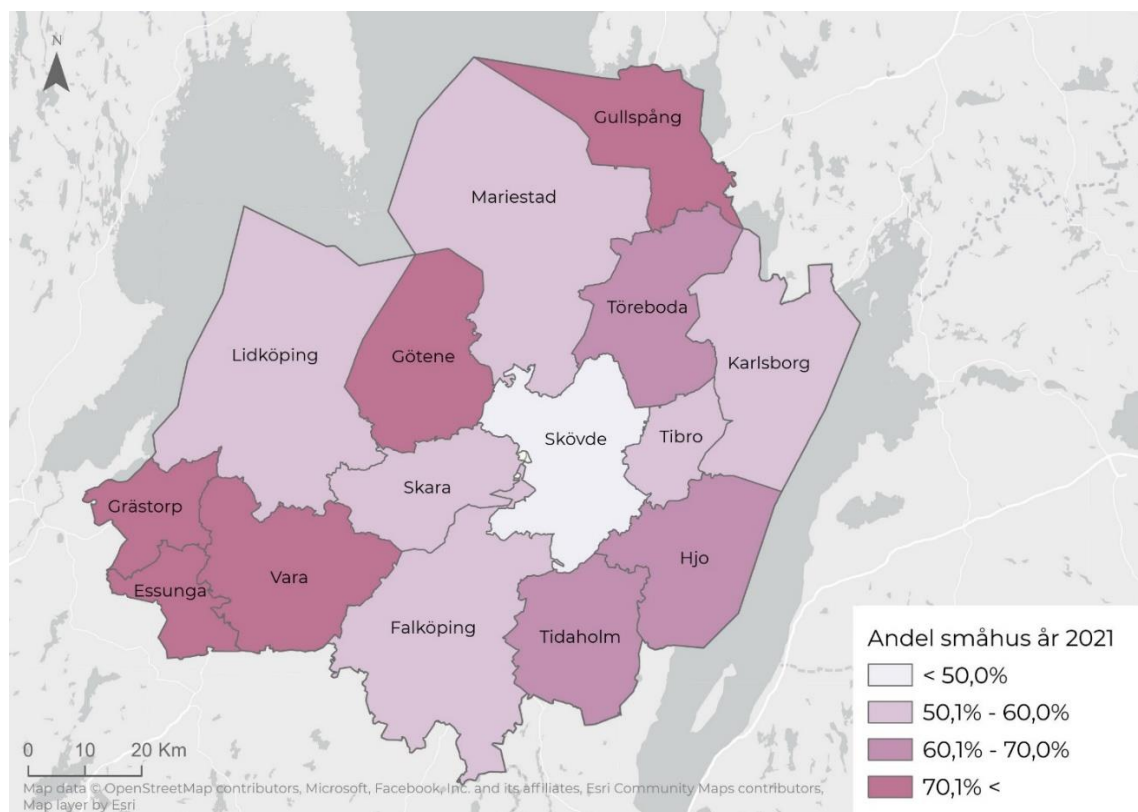 N
Gullspång
Mariestad
Töreboda
Lidköping
Götene
Karlsborg
Skövde
Tibro
Skara
Grästorp
Hjo
Vara
Essunga
Falköping
Tidaholm
Andel småhus år 2021
< 50,0%
50,1% - 60,0%
60,1% - 70,0%
70,1% <
0 10 20 Km
Map data © OpenStreetMap contributors, Microsoft, Facebook, Inc. and its affiliates, Esri Community Maps contributors,
Map layer by Esri